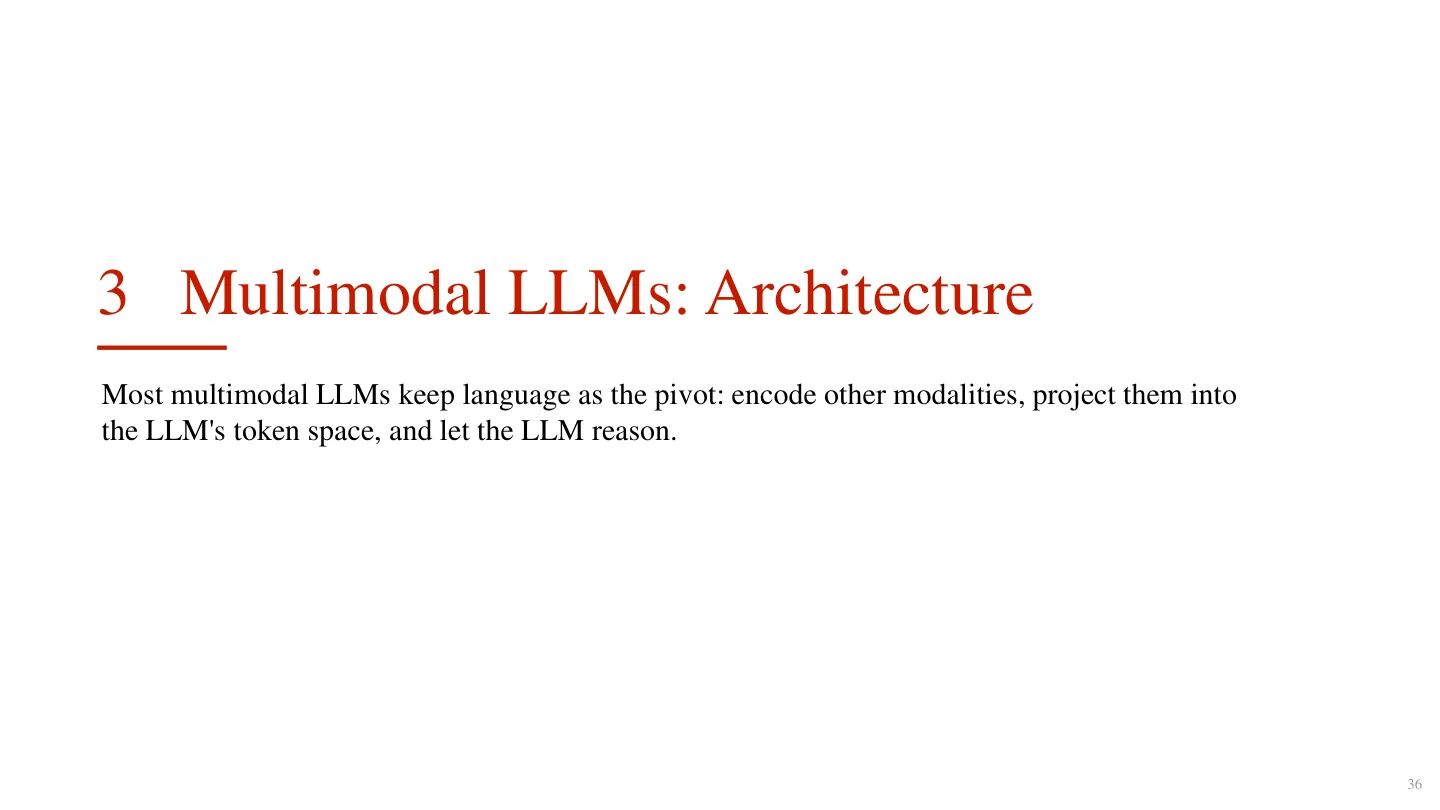 3 Multimodal LLMs: Architecture
Most multimodal LLMs keep language as the pivot: encode other modalities, project them into
the LLM's token space, and let the LLM reason.
36